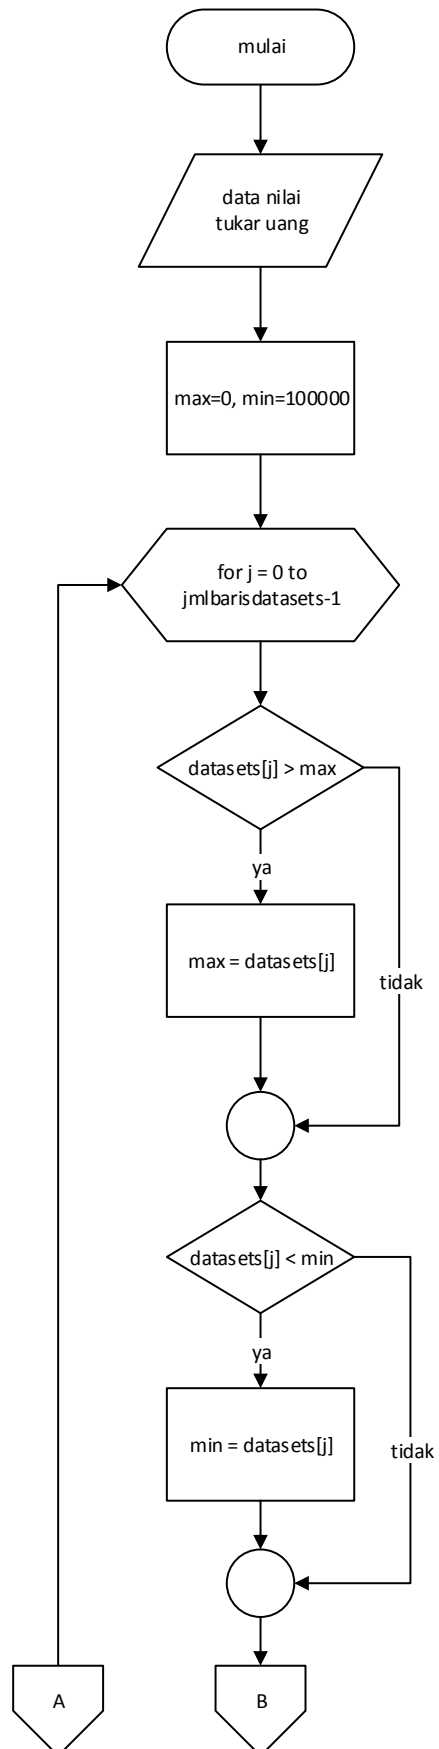 mulai
data nilai
tukar uang
max=0, min=100000
for j = 0 to
jmlbarisdatasets-1
datasets[j] > max
ya
max = datasets[j]
tidak
datasets[j] < min
ya
min = datasets[j]
tidak
A
B